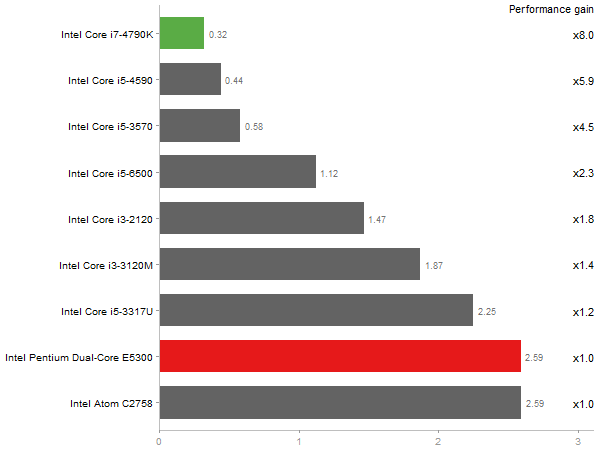 Performance gain
Intel Core i7-4790K 0.32 x8.0
Intel Core i5-4590 0.44 x5.9
Intel Core i5-3570 0.58 x4.5
Intel Core i5-6500 1.12 x2.3
Intel Core i3-2120 1.47 x1.8
Intel Core i3-3120M 1.87 x1.4
Intel Core i5-3317U 2.25 x1.2
Intel Pentium Dual-Core E5300 2.59 x1.0
Intel Atom C2758 2.59 x1.0
0 1 2 3